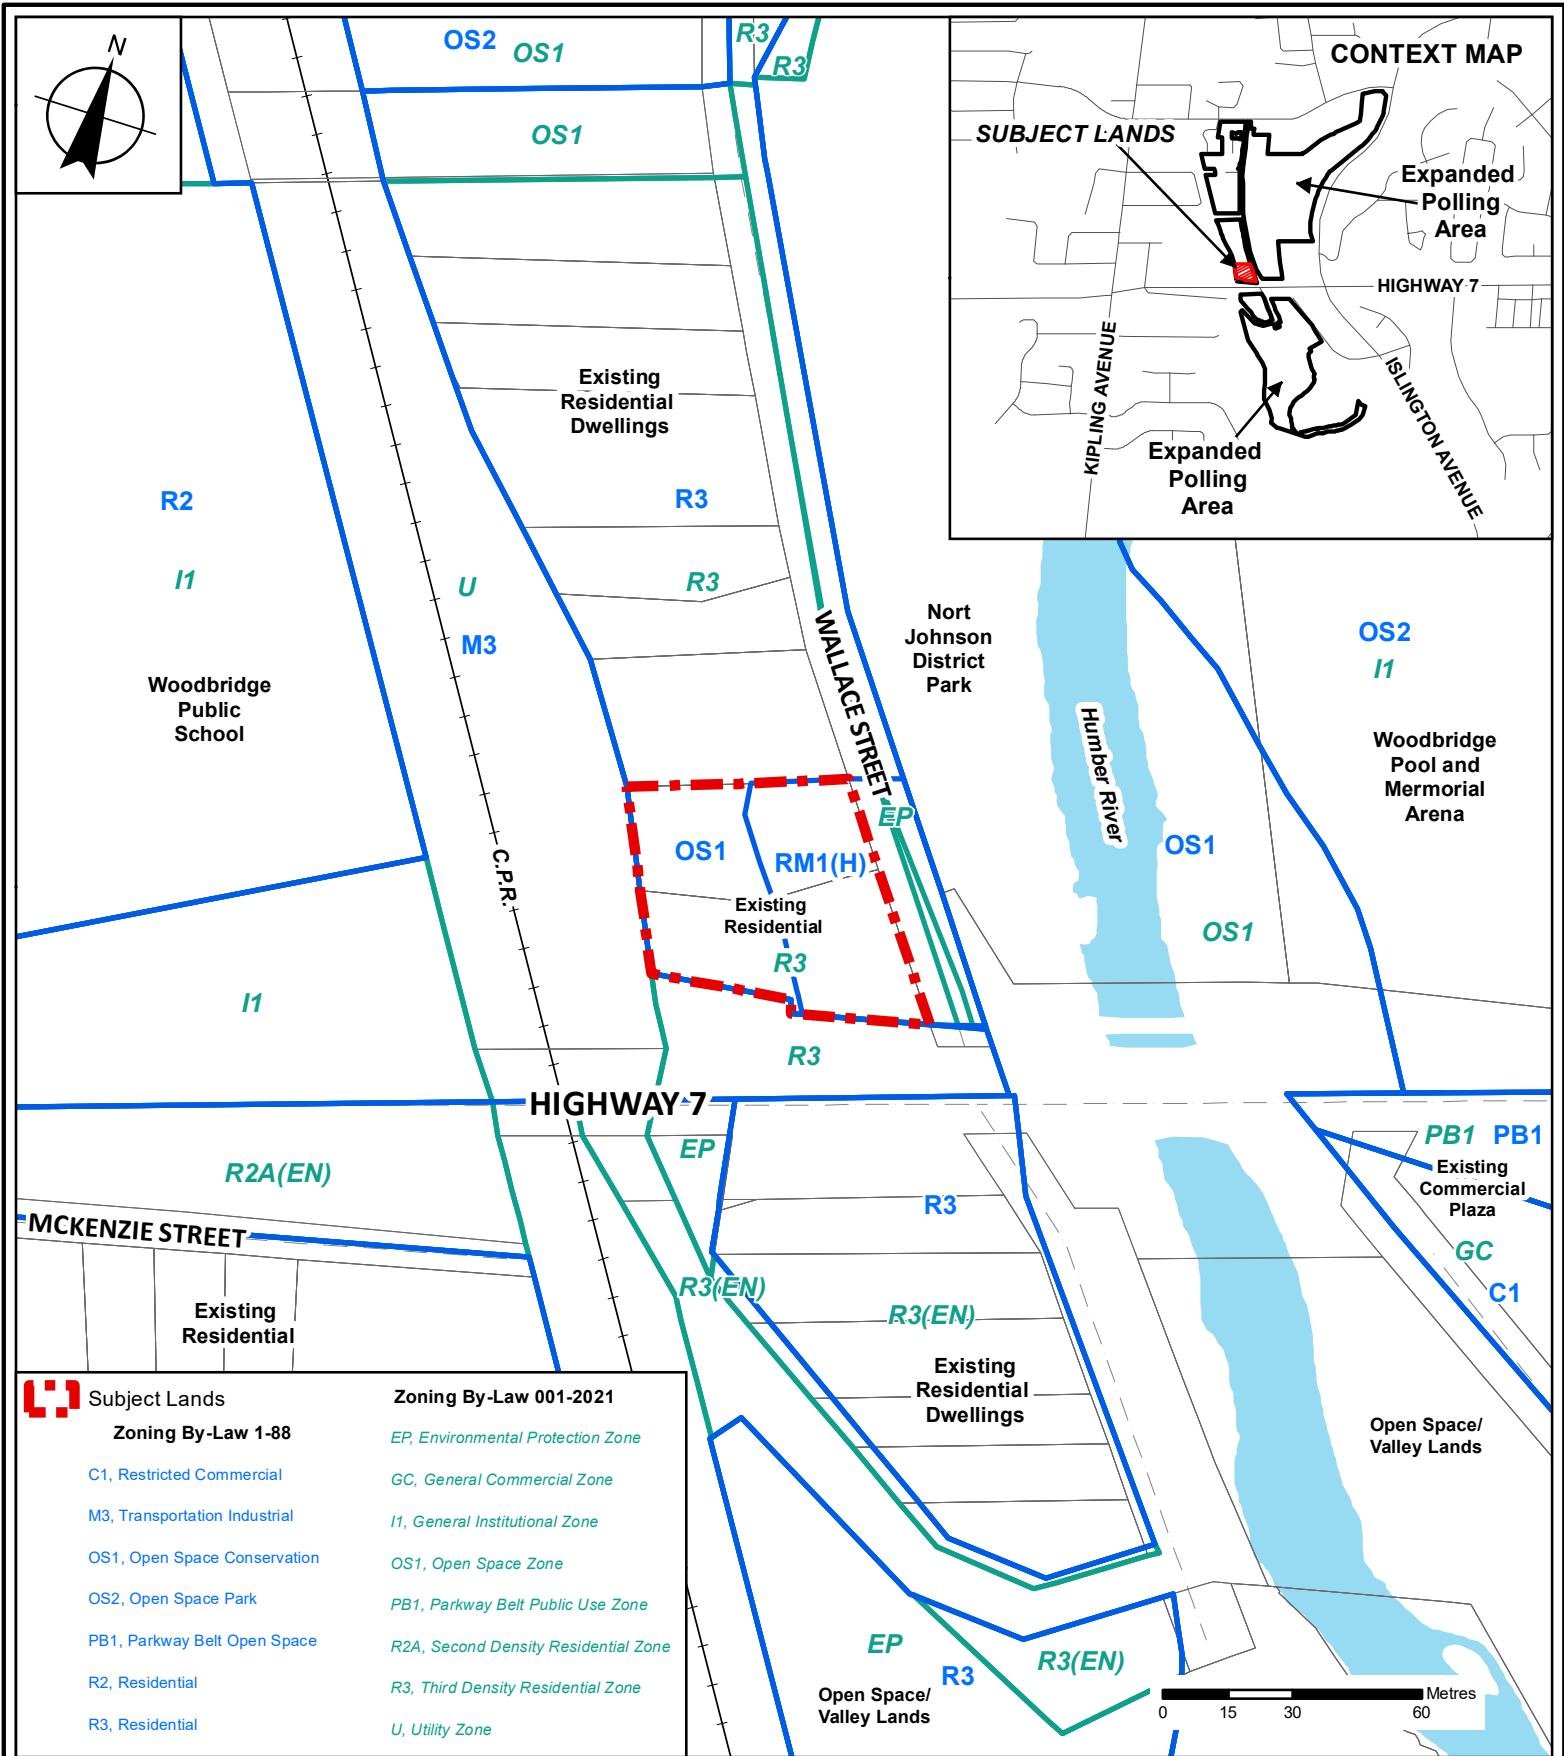 N
OS2
OS1
R3
R3
OS1
CONTEXT MAP
SUBJECT LANDS
Expanded
Polling
Area
HIGHWAY 7
KIPLING AVENUE
ISLINGTON AVENUE
Expanded
Polling
Area
Existing
Residential
Dwellings
R2
I1
R3
R3
U
M3
WALLACE STREET
Nort
Johnson
District
Park
OS2
I1
Woodbridge
Public
School
Humber River
Woodbridge
Pool and
Mermorial
Arena
EP
OS1
RM1(H)
OS1
C.P.R.
Existing
Residential
R3
OS1
I1
R3
HIGHWAY 7
EP
PB1
PB1
Existing
Commercial
Plaza
R2A(EN)
R3
MCKENZIE STREET
GC
C1
R3(EN)
R3(EN)
Existing
Residential
Existing
Residential
Dwellings
Open Space/
Valley Lands
EP
R3
R3(EN)
Open Space/
Valley Lands
Metres
0
15
30
60
Subject Lands
Zoning By-Law 1-88
C1, Restricted Commercial
M3, Transportation Industrial
OS1, Open Space Conservation
OS2, Open Space Park
PB1, Parkway Belt Open Space
R2, Residential
R3, Residential
Zoning By-Law 001-2021
EP, Environmental Protection Zone
GC, General Commercial Zone
I1, General Institutional Zone
OS1, Open Space Zone
PB1, Parkway Belt Public Use Zone
R2A, Second Density Residential Zone
R3, Third Density Residential Zone
U, Utility Zone